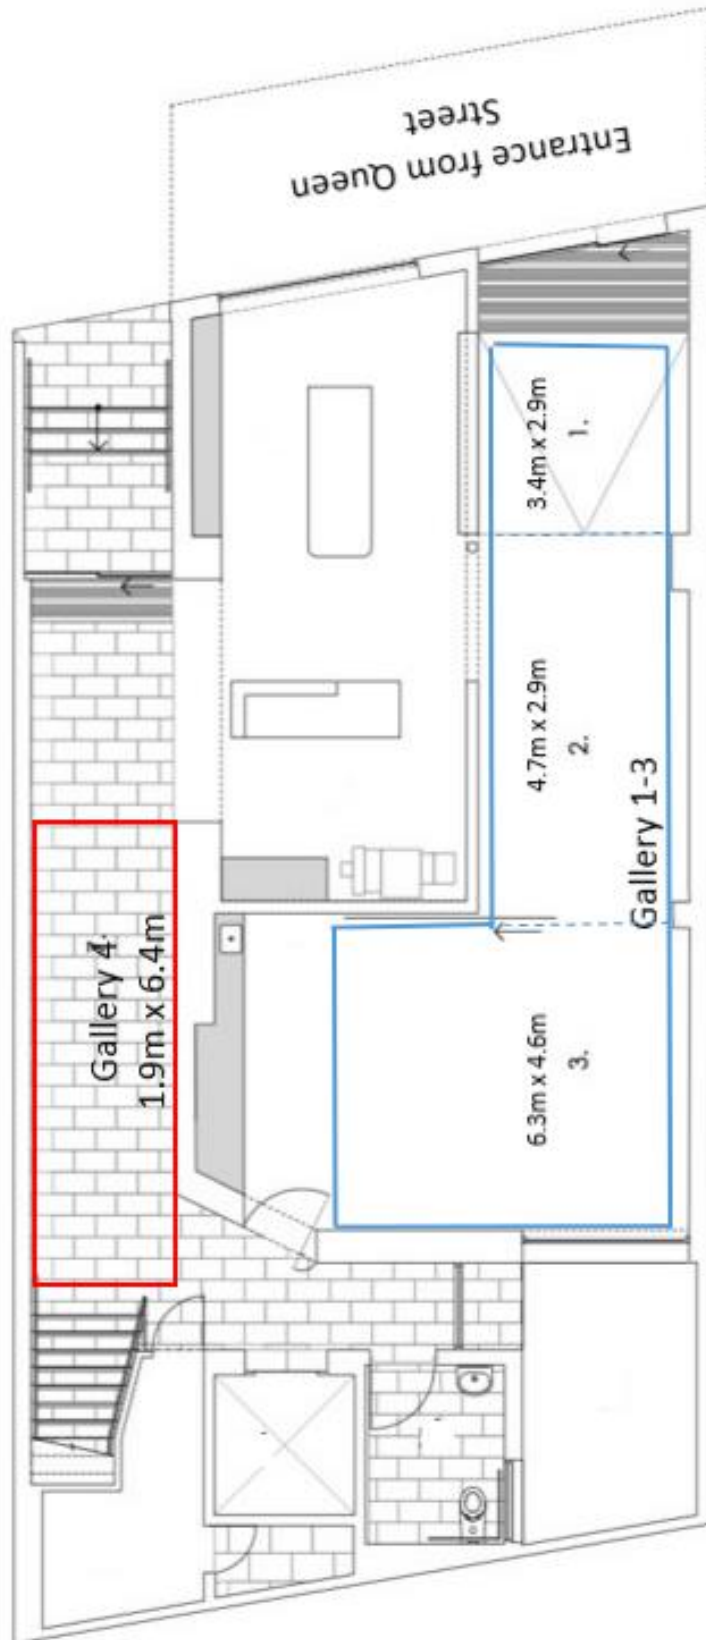 Entrance from Queen
Street
3.4m x 2.9m
1.
4.7m x 2.9m
2.
Gallery 1-3
6.3m x 4.6m
3.
Gallery 4.
1.9m x 6.4m